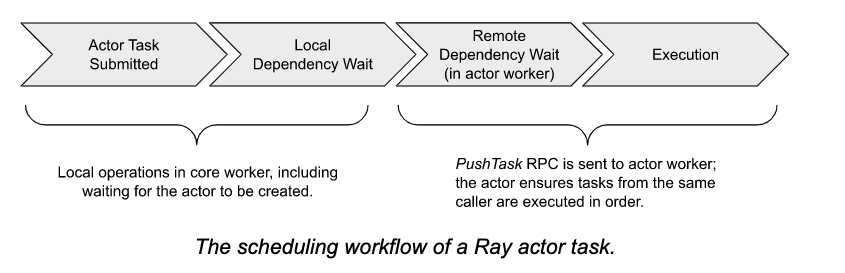 Actor Task
Submitted
Local
Dependency Wait
Remote
Dependency Wait
(in actor worker)
Execution
Local operations in core worker, including
waiting for the actor to be created.
PushTask RPC is sent to actor worker;
the actor ensures tasks from the same
caller are executed in order.
The scheduling workflow of a Ray actor task.